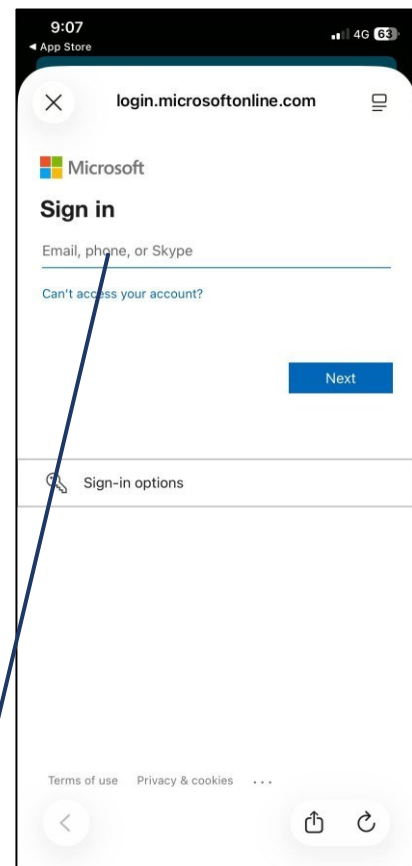 9:07
4G 63
App Store
login.microsoftonline.com
Microsoft
Sign in
Email, phone, or Skype
Can't access your account?
Next
Sign-in options
Terms of use Privacy & cookies ...